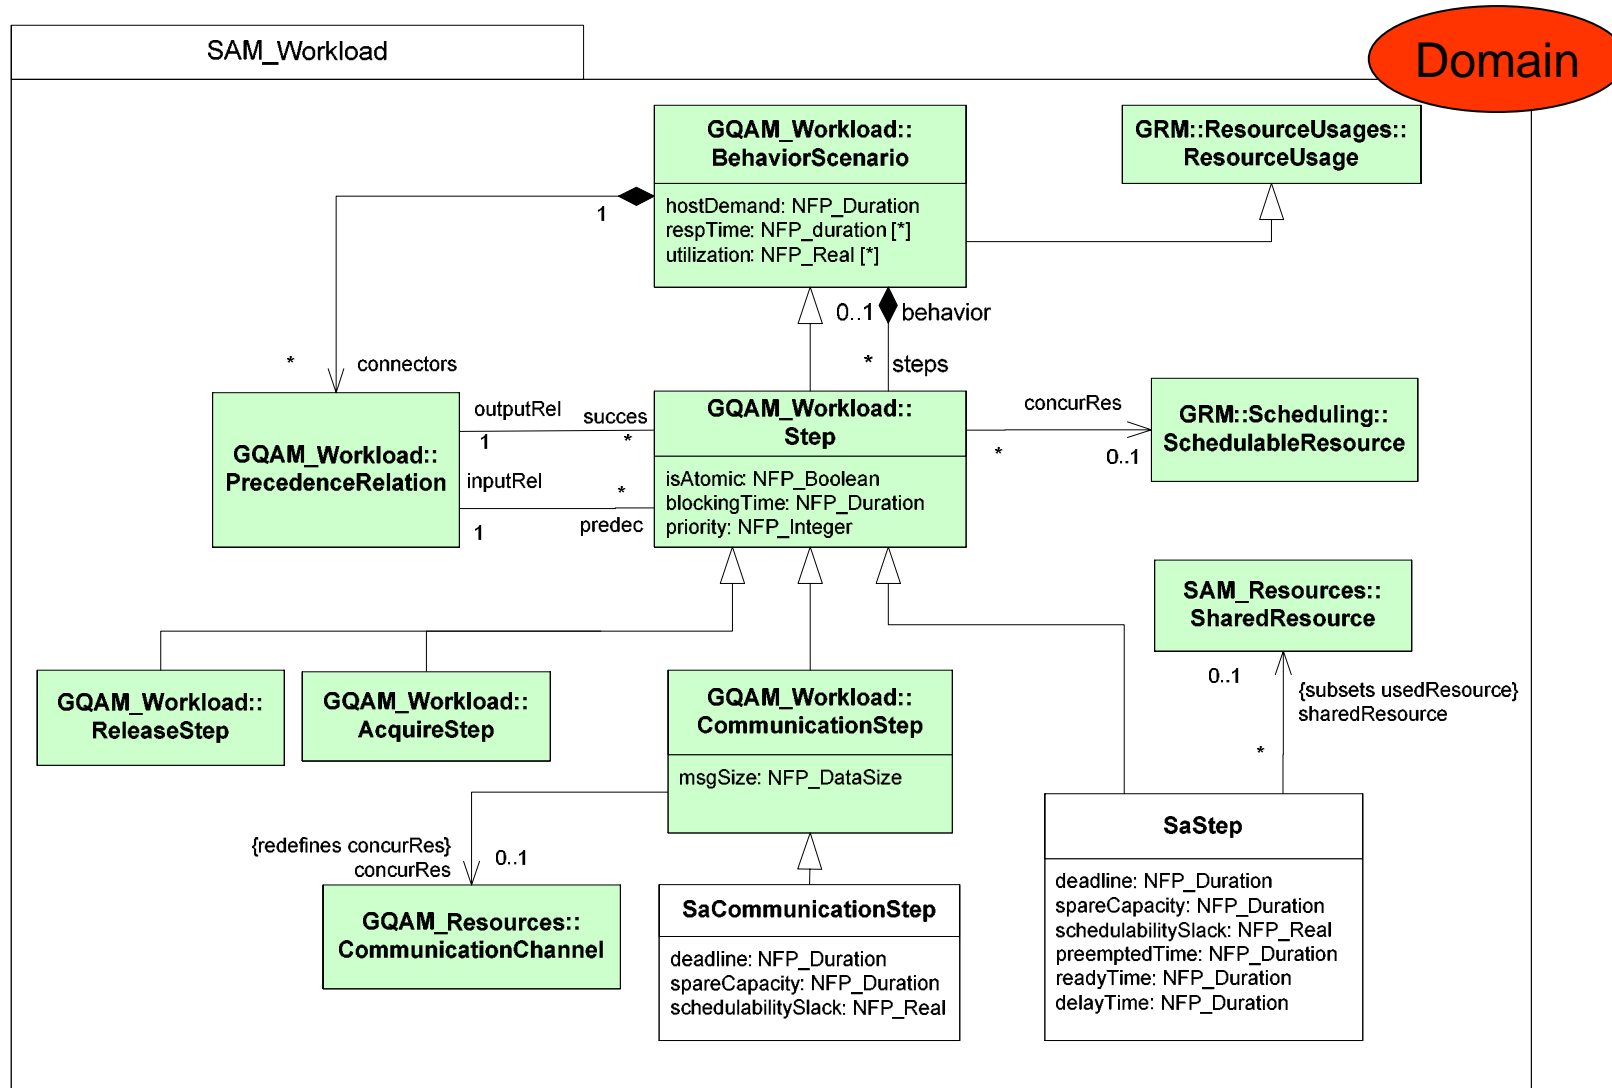 SAM_Workload
Domain
GQAM_Workload::
BehaviorScenario
hostDemand: NFP_Duration
respTime: NFP_duration [*]
utilization: NFP_Real [*]
GRM::ResourceUsages::
ResourceUsage
1
0..1
behavior
*
steps
*
connectors
GQAM_Workload::
PrecedenceRelation
outputRel
succes
1
*
inputRel
*
1
predec
GQAM_Workload::
Step
isAtomic: NFP_Boolean
blockingTime: NFP_Duration
priority: NFP_Integer
concurRes
*
0..1
GRM::Scheduling::
SchedulableResource
SAM_Resources::
SharedResource
0..1
{subsets usedResource}
sharedResource
*
GQAM_Workload::
ReleaseStep
GQAM_Workload::
AcquireStep
GQAM_Workload::
CommunicationStep
msgSize: NFP_DataSize
{redefines concurRes}
concurRes
0..1
GQAM_Resources::
CommunicationChannel
SaCommunicationStep
deadline: NFP_Duration
spareCapacity: NFP_Duration
schedulabilitySlack: NFP_Real
SaStep
deadline: NFP_Duration
spareCapacity: NFP_Duration
schedulabilitySlack: NFP_Real
preemptedTime: NFP_Duration
readyTime: NFP_Duration
delayTime: NFP_Duration